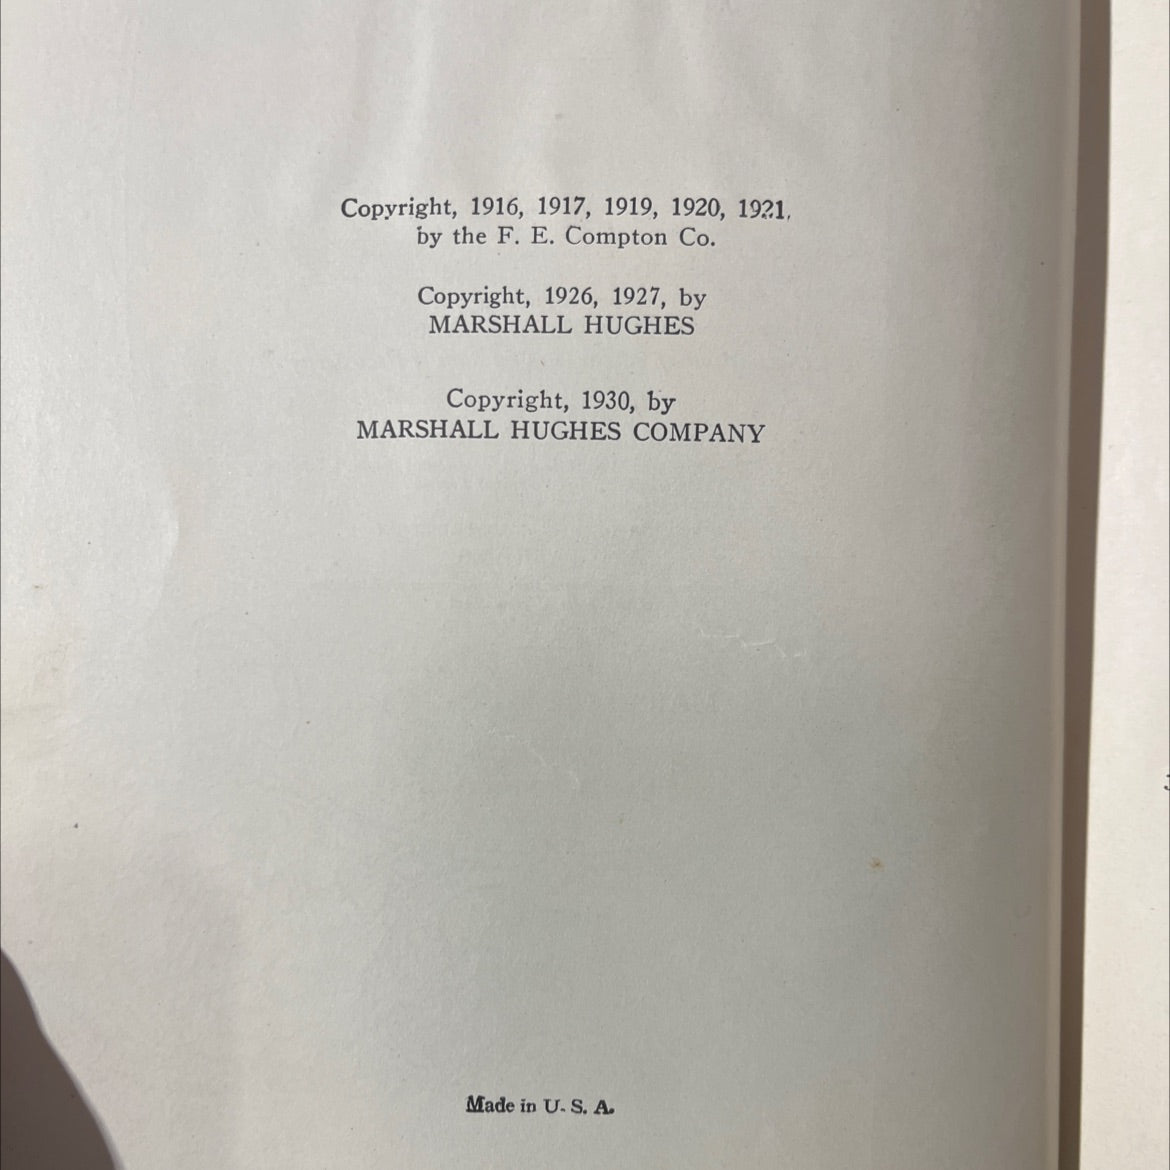 Copyright, 1916, 1917, 1919, 1920, 1921,
by the F. E. Compton Co.
Copyright, 1926, 1927, by
MARSHALL HUGHES
Copyright, 1930, by
MARSHALL HUGHES COMPANY
Made in U. S. A.